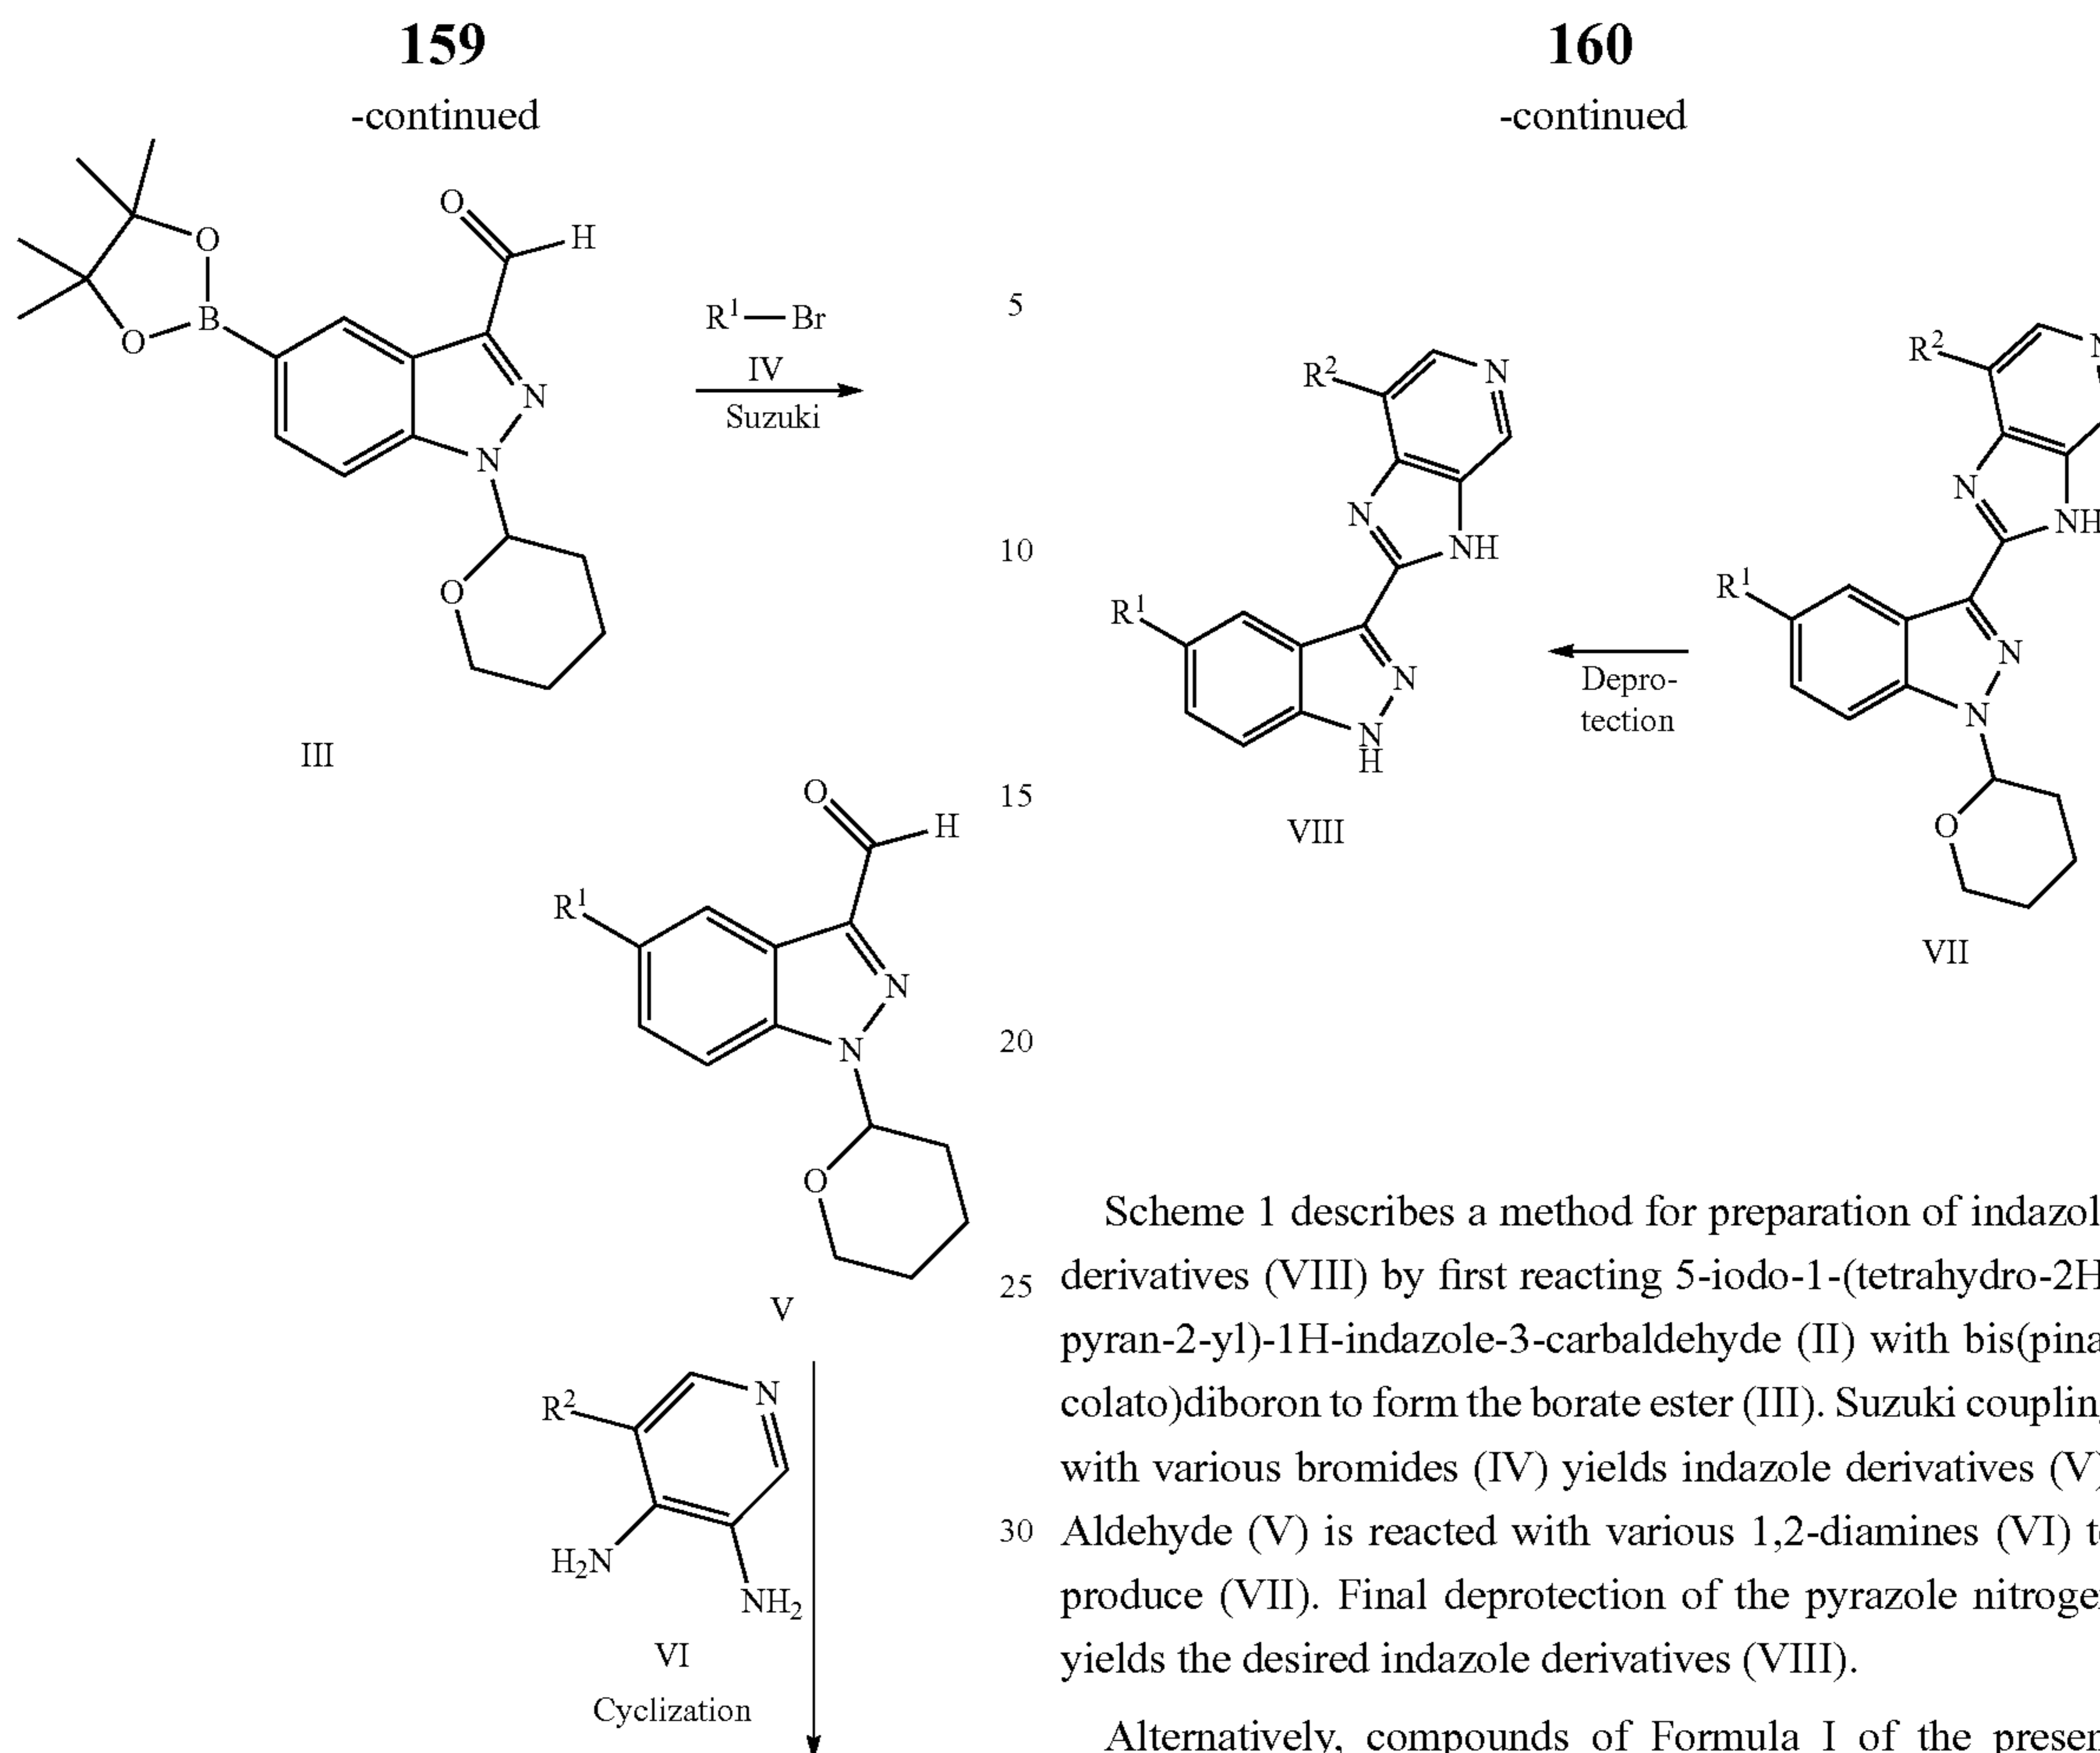 159
-continued
O
H
O
B
O
N
N
O
R¹—Br
IV
Suzuki
III
O
H
R¹
N
N
O
V
R²
N
H₂N
NH₂
VI
Cyclization
160
-continued
5
10
15
20
25
30
R²
N
N
NH
R¹
N
N
H
VIII
Depro-
tection
R²
N
NH
R¹
N
N
O
VII
Scheme 1 describes a method for preparation of indazol
derivatives (VIII) by first reacting 5-iodo-1-(tetrahydro-2H
pyran-2-yl)-1H-indazole-3-carbaldehyde (II) with bis(pina
colato)diboron to form the borate ester (III). Suzuki coupling
with various bromides (IV) yields indazole derivatives (V)
Aldehyde (V) is reacted with various 1,2-diamines (VI) t
produce (VII). Final deprotection of the pyrazole nitroge
yields the desired indazole derivatives (VIII).
Alternatively, compounds of Formula I of the presen